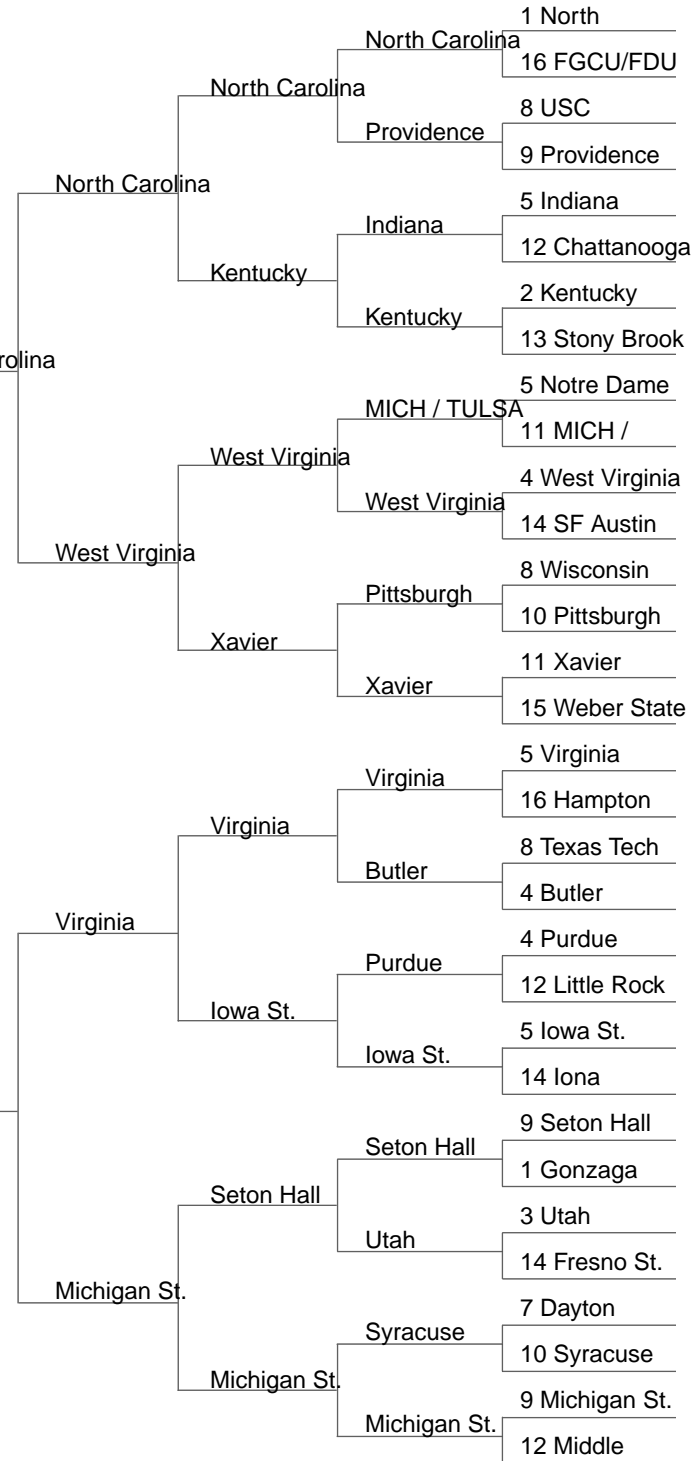 1 North
North Carolina
16 FGCU/FDU
North Carolina
8 USC
Providence
9 Providence
North Carolina
5 Indiana
Indiana
12 Chattanooga
Kentucky
2 Kentucky
Kentucky
13 Stony Brook
rolina
5 Notre Dame
MICH / TULSA
11 MICH /
West Virginia
4 West Virginia
West Virginia
14 SF Austin
West Virginia
8 Wisconsin
Pittsburgh
10 Pittsburgh
Xavier
11 Xavier
Xavier
15 Weber State
5 Virginia
Virginia
16 Hampton
Virginia
8 Texas Tech
Butler
4 Butler
Virginia
4 Purdue
Purdue
12 Little Rock
Iowa St.
5 Iowa St.
Iowa St.
14 Iona
9 Seton Hall
Seton Hall
1 Gonzaga
Seton Hall
3 Utah
Utah
14 Fresno St.
Michigan St.
7 Dayton
Syracuse
10 Syracuse
Michigan St.
9 Michigan St.
Michigan St.
12 Middle